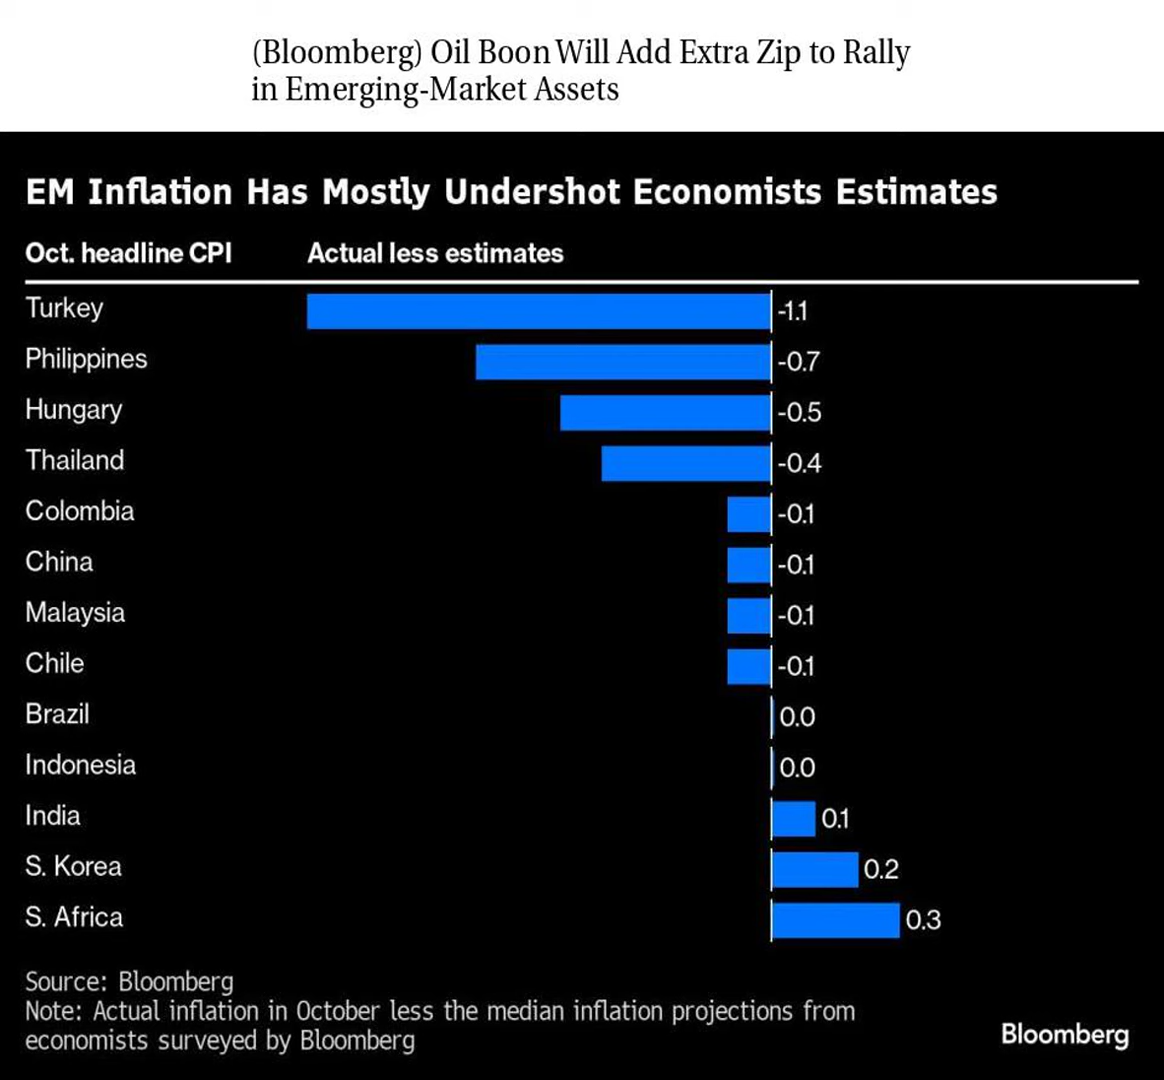 (Bloomberg) Oil Boon Will Add Extra Zip to Rally
in Emerging-Market Assets
EM Inflation Has Mostly Undershot Economists Estimates
Oct. headline CPI Actual less estimates
Turkey -1.1
Philippines -0.7
Hungary -0.5
Thailand -0.4
Colombia -0.1
China -0.1
Malaysia -0.1
Chile -0.1
Brazil 0.0
Indonesia 0.0
India 0.1
S. Korea 0.2
S. Africa 0.3
Source: Bloomberg
Note: Actual inflation in October less the median inflation projections from
economists surveyed by Bloomberg
Bloomberg